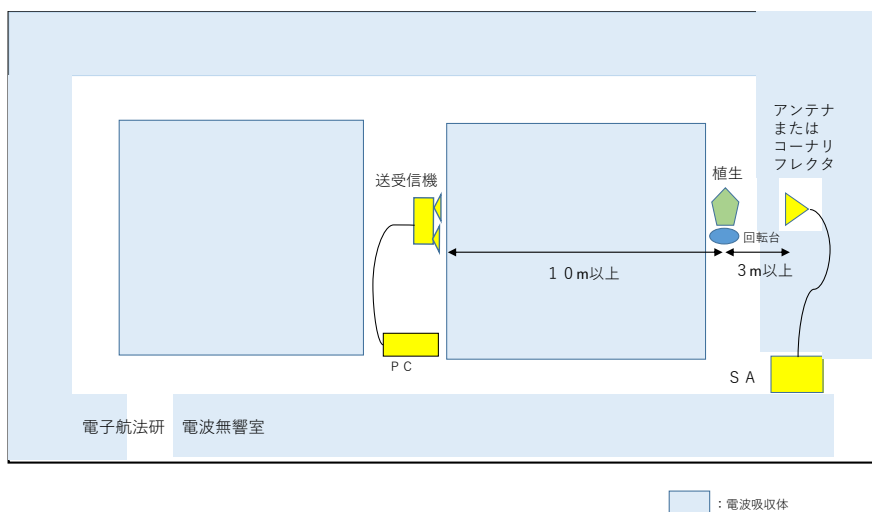 アンテナ
または
コーナリ
フレクタ
送受信機
植生
回転台
１０m以上
３m以上
ＰＣ
ＳＡ
電子航法研　電波無響室
：電波吸収体